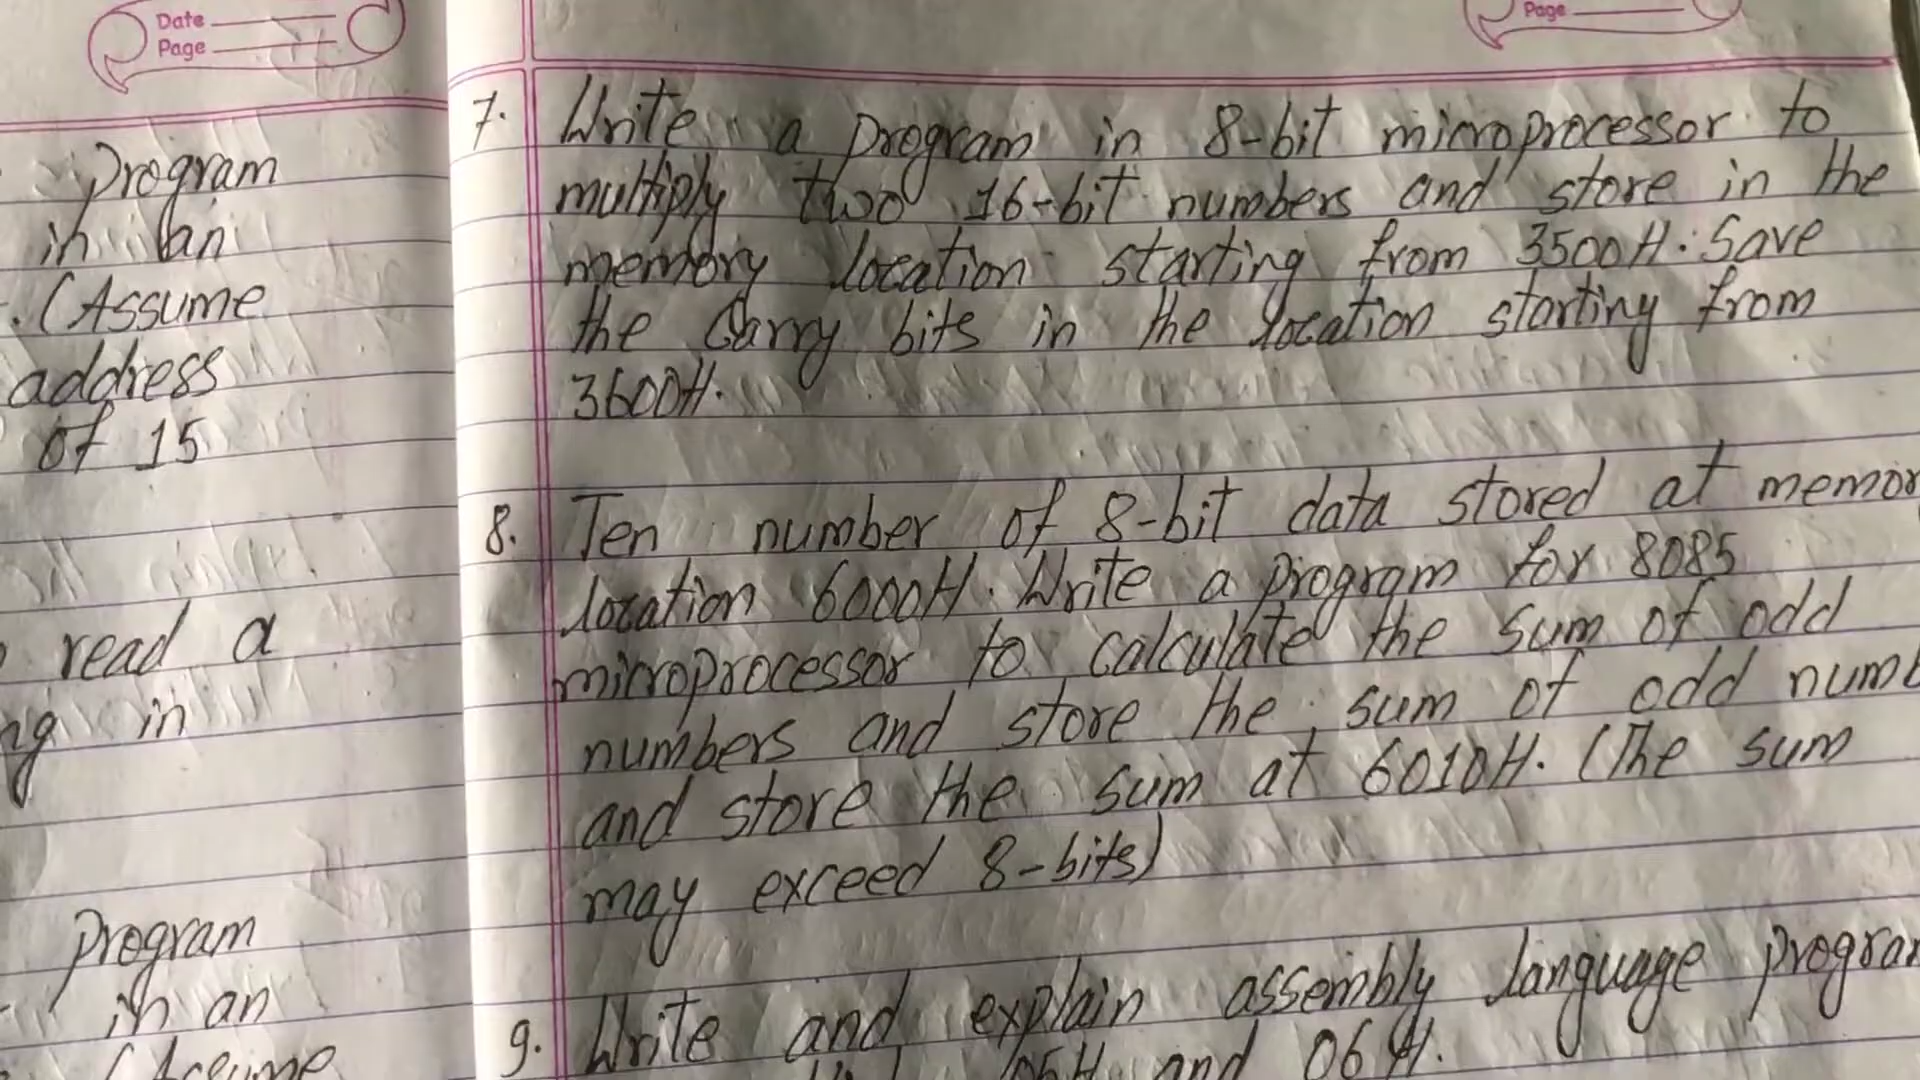 Date
Page
program
in an
. (Assume
address
of 15
read a
in
program
in an
(Assume
Page
7. Write a program in 8-bit microprocessor to
multiply two 16-bit numbers and store in the
memory location starting from 3500H. Save
the Carry bits in the location starting from
3600H.
8. Ten number of 8-bit data stored at memor
location 6000H. Write a program for 8085
microprocessor to calculate the sum of odd
numbers and store the sum of odd numb
and store the sum at 6010H. (The sum
may exceed 8-bits)
9. Write and explain assembly language program
05H and 06H.